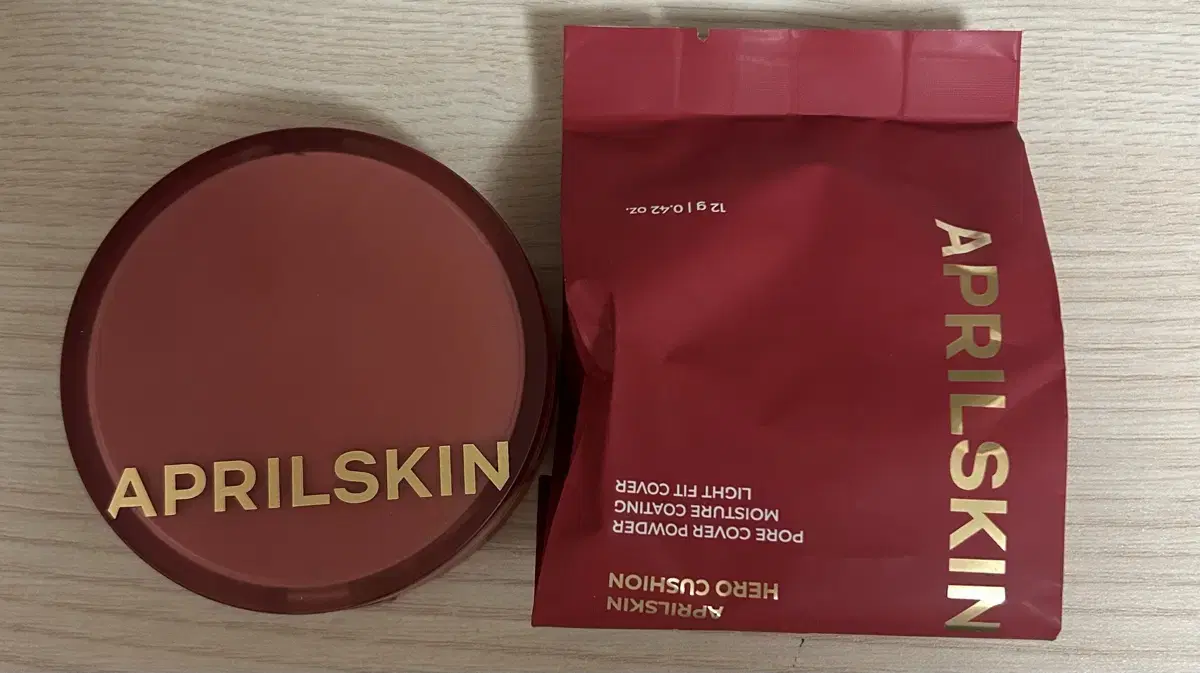 APRILSKIN
APRILSKIN
APRILSKIN
HERO CUSHION
PORE COVER POWDER
MOISTURE COATING
LIGHT FIT COVER
12 g | 0.42 oz.